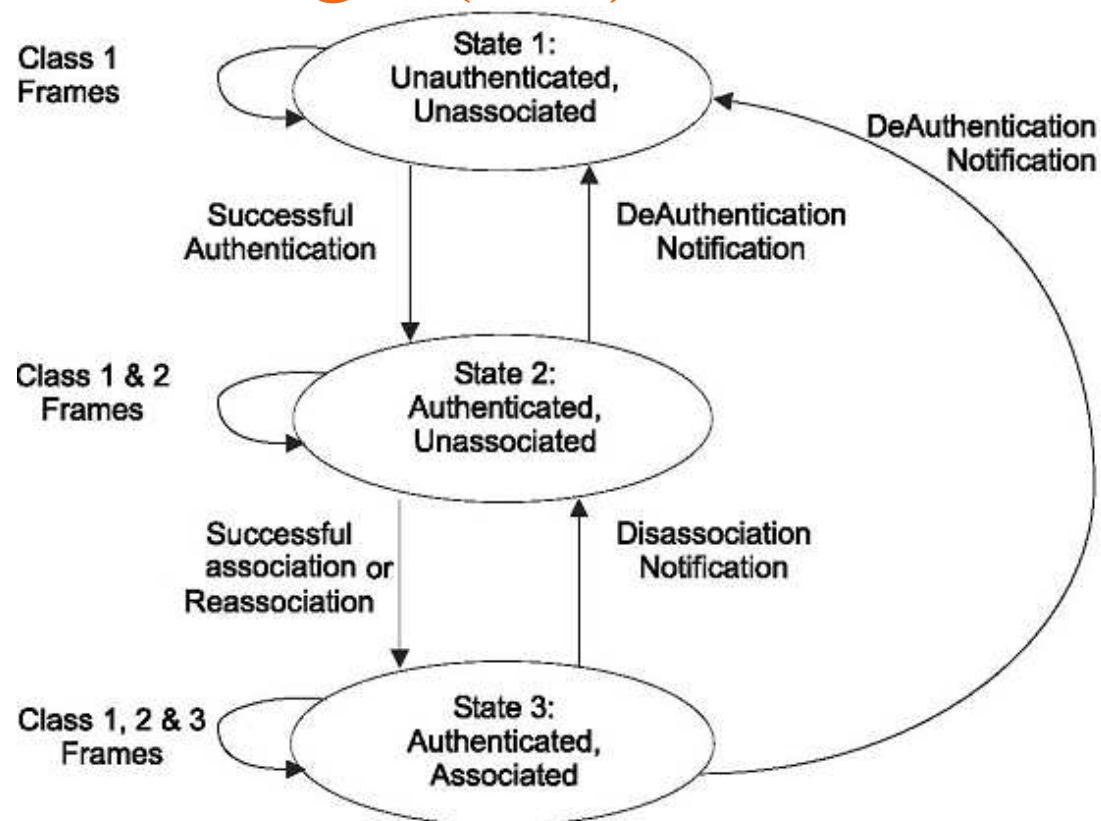 Class 1
Frames
State 1:
Unauthenticated,
Unassociated
DeAuthentication
Notification
Successful
Authentication
DeAuthentication
Notification
Class 1 & 2
Frames
State 2:
Authenticated,
Unassociated
Successful
association or
Reassociation
Disassociation
Notification
Class 1, 2 & 3
Frames
State 3:
Authenticated,
Associated